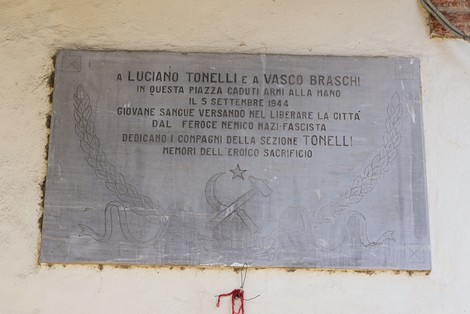 A LUCIANO TONELLI E A VASCO BRASCHI
IN QUESTA PIAZZA CADUTI ARMI ALLA MANO
IL 5 SETTEMBRE 1944
GIOVANE SANGUE VERSANDO NEL LIBERARE LA CITTA'
DAL FEROCE NEMICO NAZI-FASCISTA
DEDICANO I COMPAGNI DELLA SEZIONE TONELLI
MEMORI DELL'EROICO SACRIFICIO